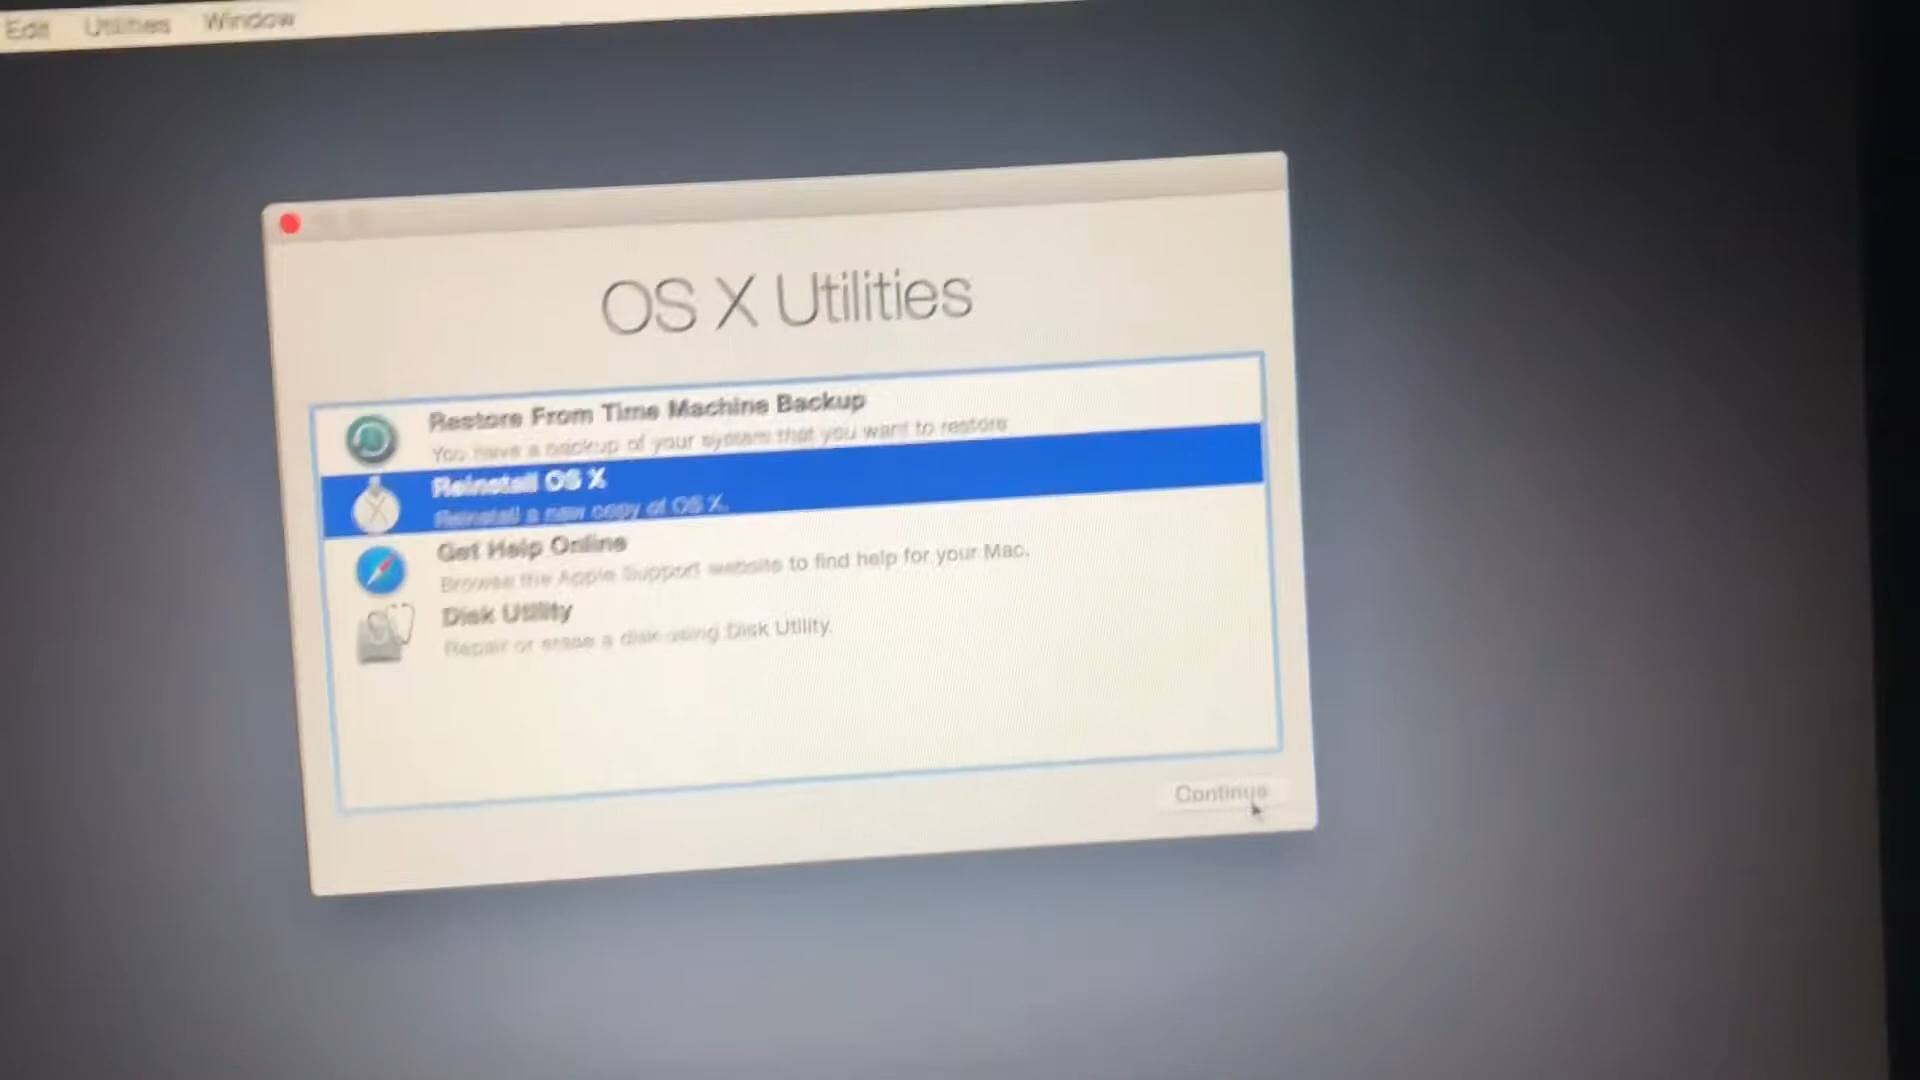 Edit Utilities Window
OS X Utilities
Restore From Time Machine Backup
You have a backup of your system that you want to restore
Reinstall OS X
Reinstall a new copy of OS X.
Get Help Online
Browse the Apple Support website to find help for your Mac.
Disk Utility
Repair or erase a disk using Disk Utility.
Continue